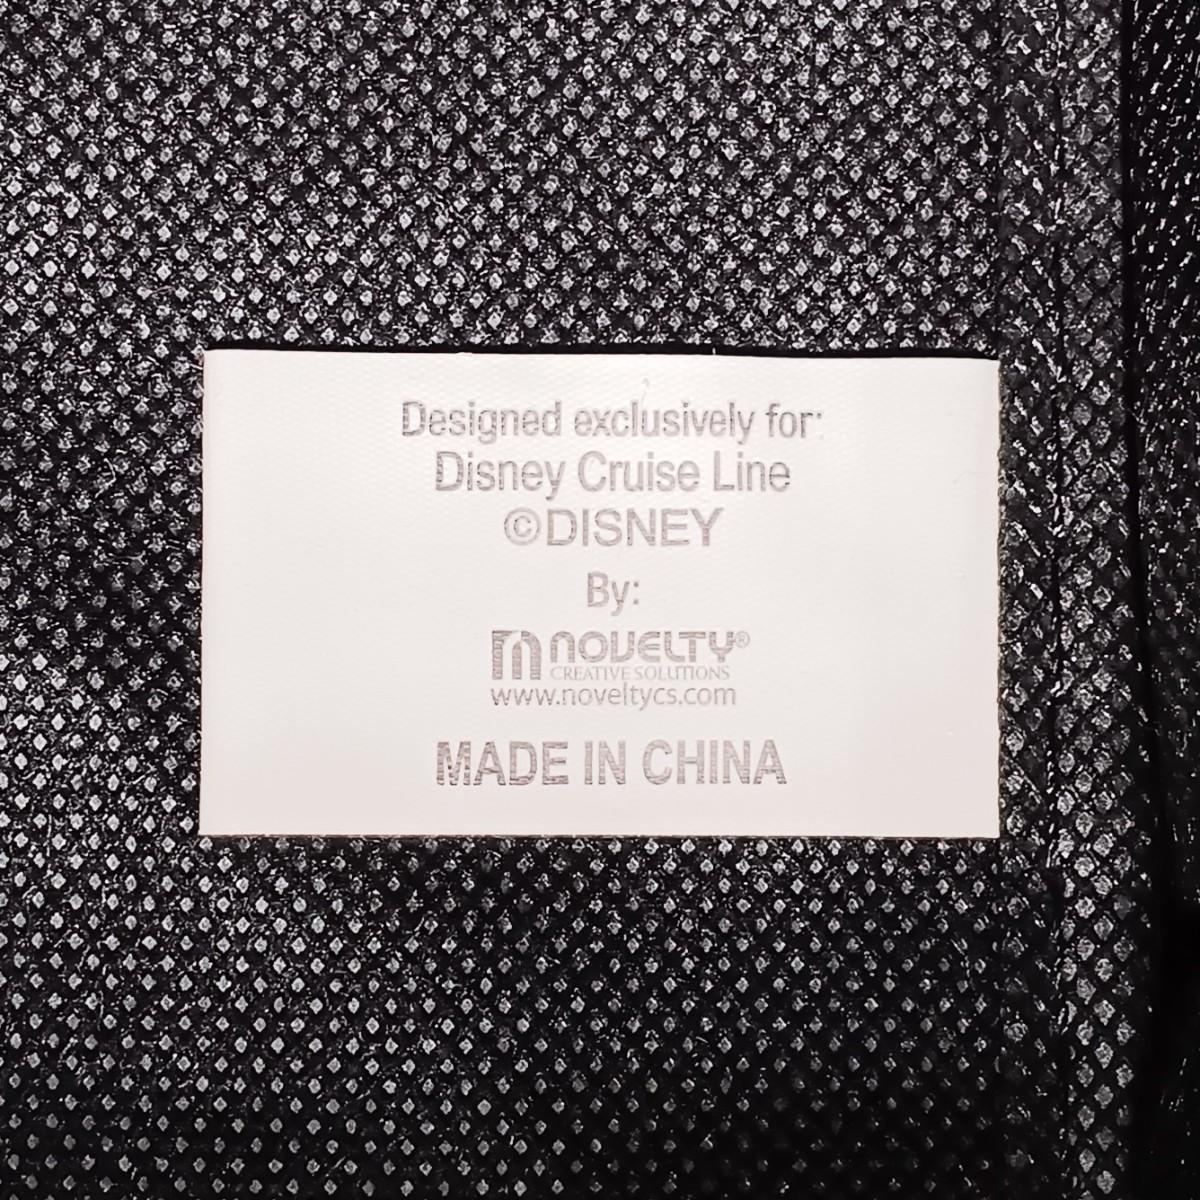 Designed exclusively for:
Disney Cruise Line
©DISNEY
By:
NOVELTY®
CREATIVE SOLUTIONS
www.noveltycs.com
MADE IN CHINA